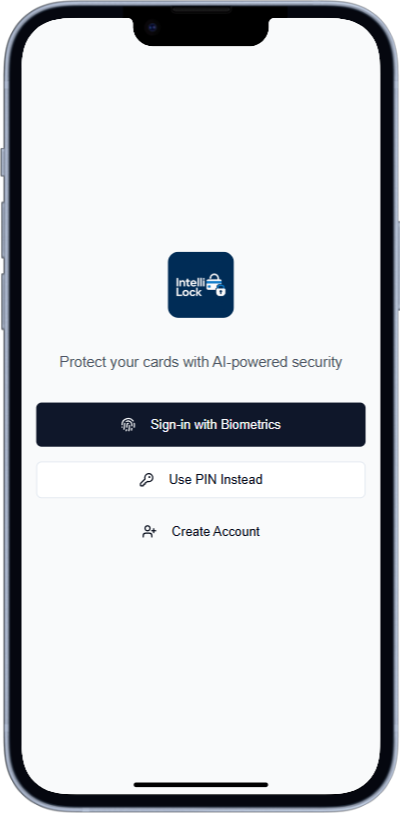 Intelli
Lock
Protect your cards with AI-powered security
Sign-in with Biometrics
Use PIN Instead
Create Account